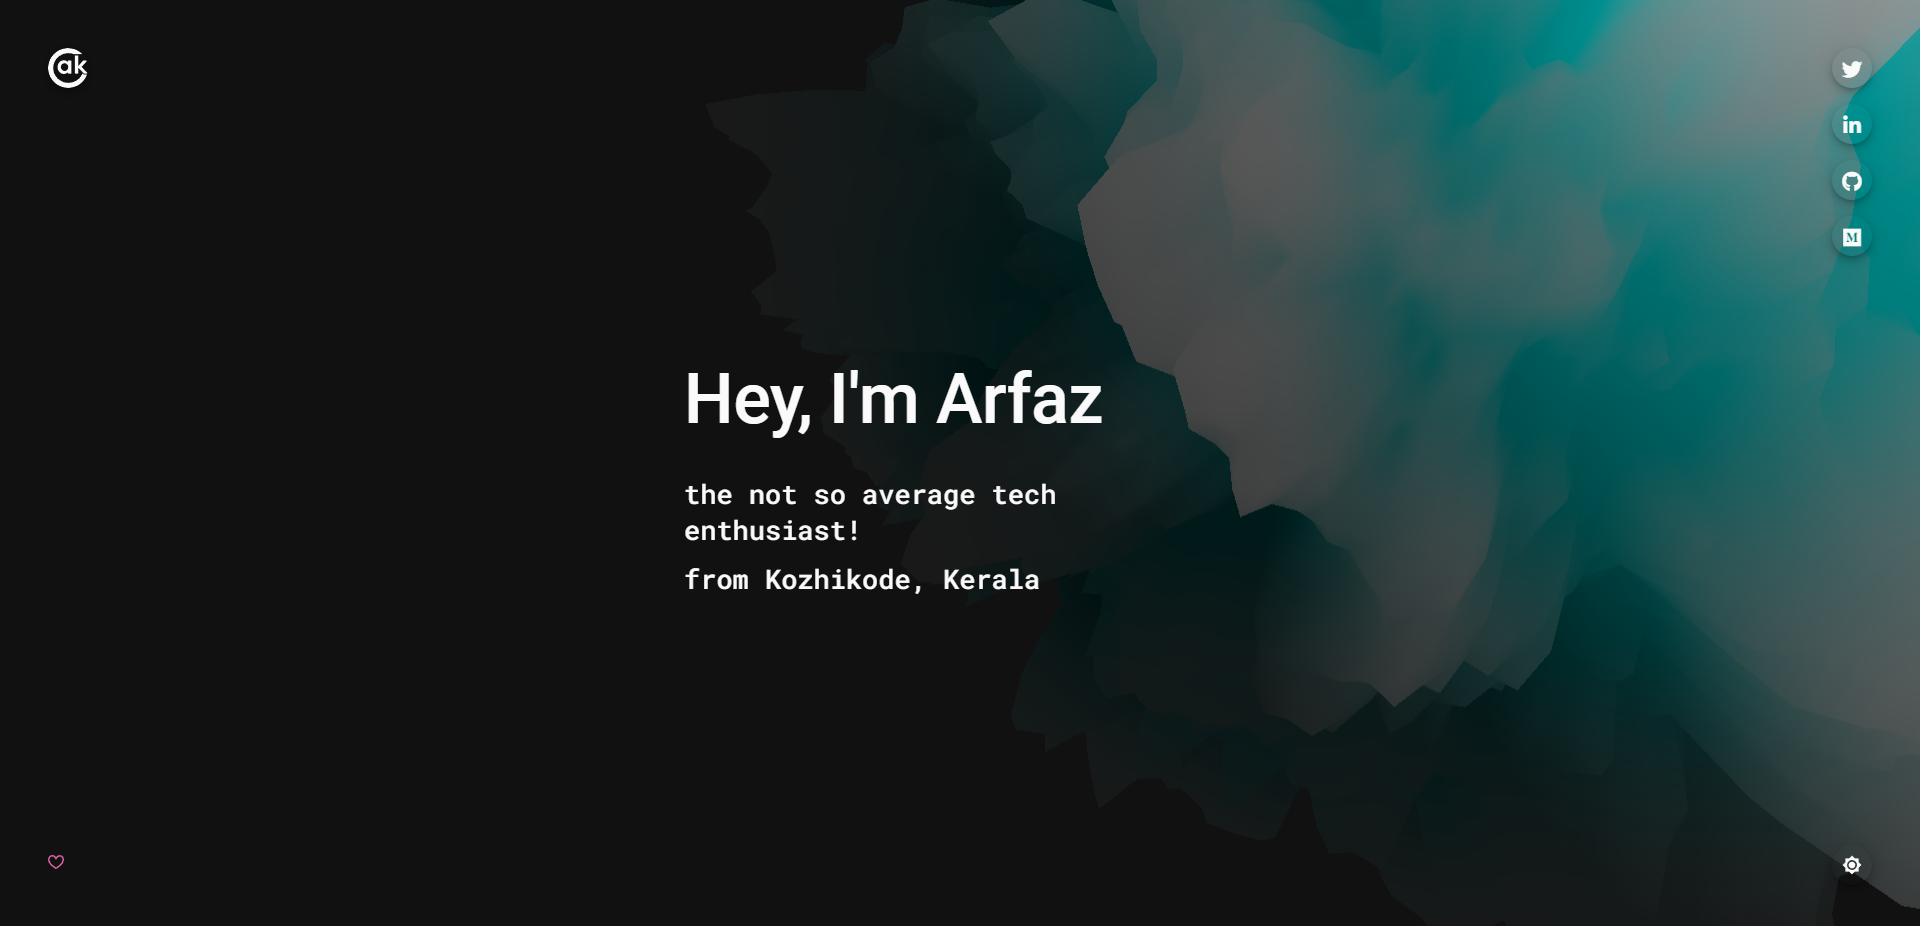 ak
Hey, I'm Arfaz
the not so average tech
enthusiast!
from Kozhikode, Kerala
in
M